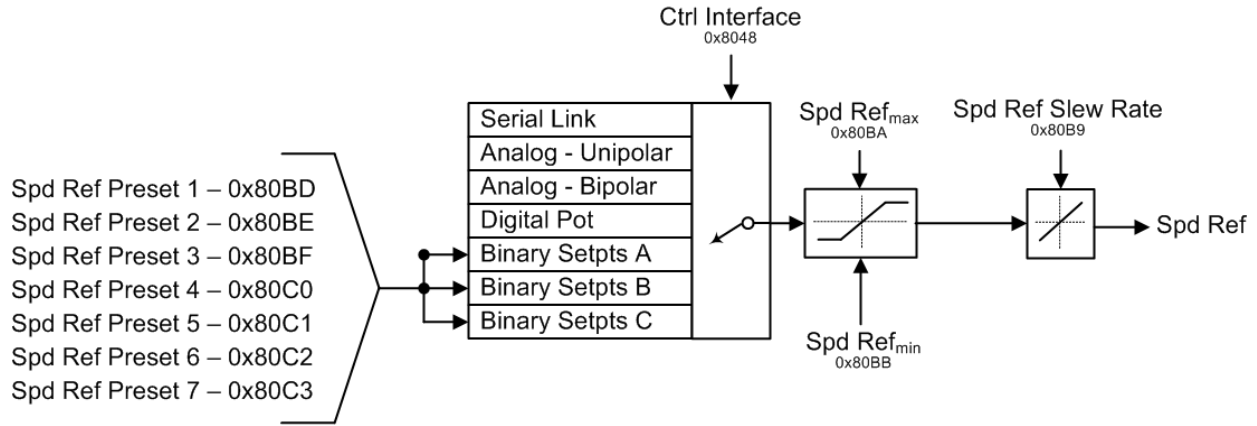 Ctrl Interface
0x8048
Serial Link
Analog - Unipolar
Analog - Bipolar
Digital Pot
Binary Setpts A
Binary Setpts B
Binary Setpts C
Spd Ref Preset 1 – 0x80BD
Spd Ref Preset 2 – 0x80BE
Spd Ref Preset 3 – 0x80BF
Spd Ref Preset 4 – 0x80C0
Spd Ref Preset 5 – 0x80C1
Spd Ref Preset 6 – 0x80C2
Spd Ref Preset 7 – 0x80C3
Spd Refmax
0x80BA
Spd Refmin
0x80BB
Spd Ref Slew Rate
0x80B9
Spd Ref